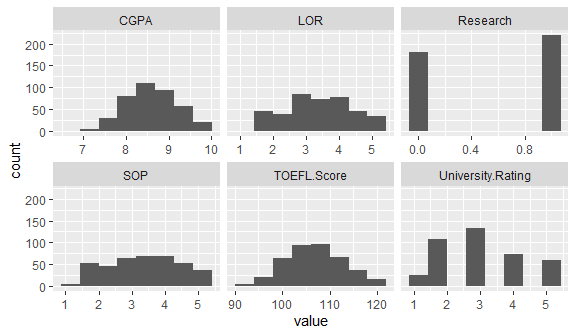 CGPA LOR Research
200
150
100
50
0
7 8 9 10 1 2 3 4 5 0.0 0.4 0.8
SOP TOEFL.Score University.Rating
200
150
100
50
0
1 2 3 4 5 90 100 110 120 1 2 3 4 5
value
count